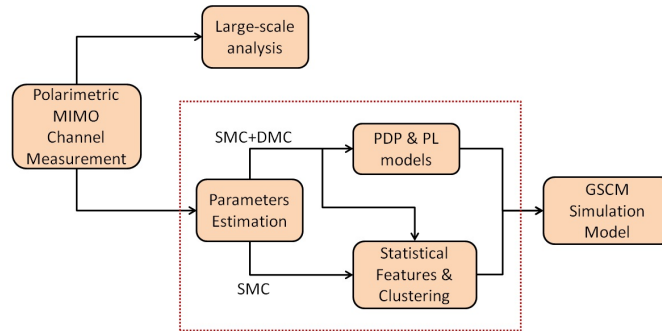 Large-scale
analysis
Polarimetric
MIMO
Channel
Measurement
SMC+DMC
PDP & PL
models
Parameters
Estimation
GSCM
Simulation
Model
Statistical
Features &
Clustering
SMC